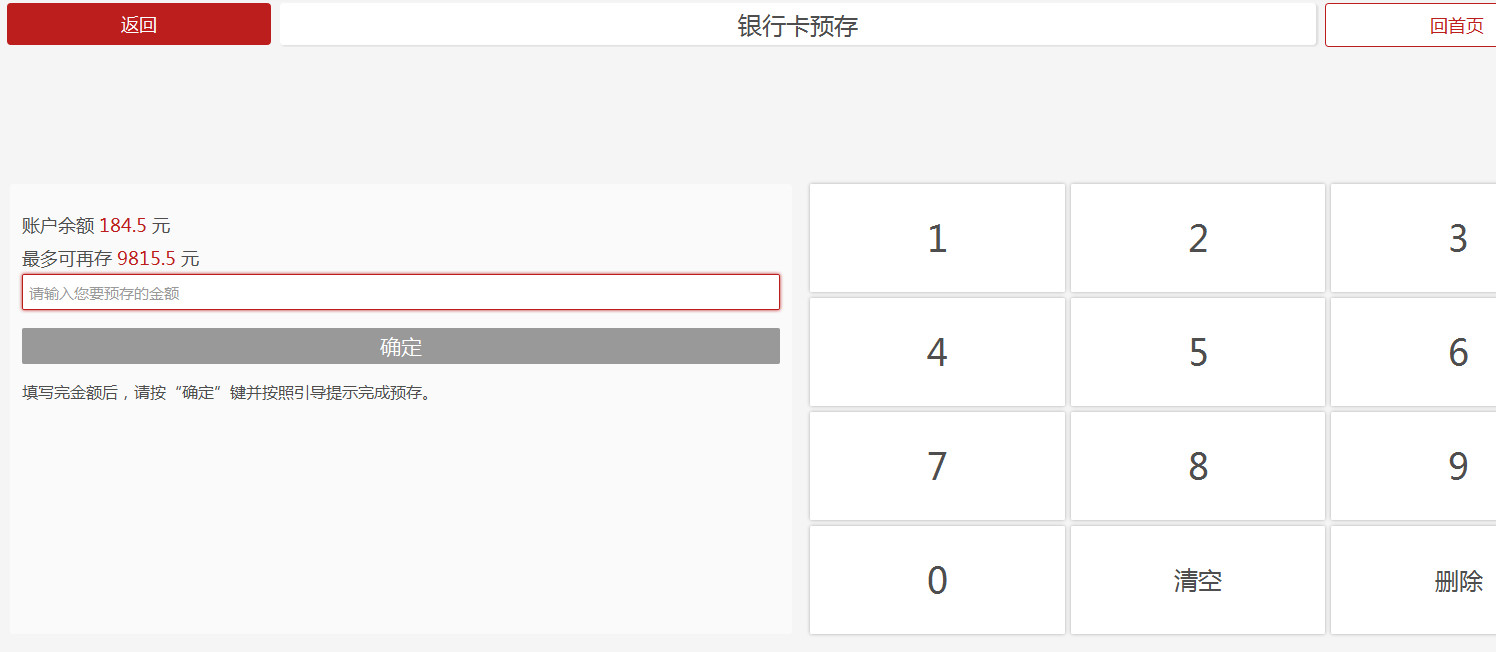 返回
银行卡预存
回首页
账户余额 184.5 元
最多可再存 9815.5 元
请输入您要预存的金额
确定
填写完金额后，请按“确定”键并按照引导提示完成预存。
1
2
3
4
5
6
7
8
9
0
清空
删除